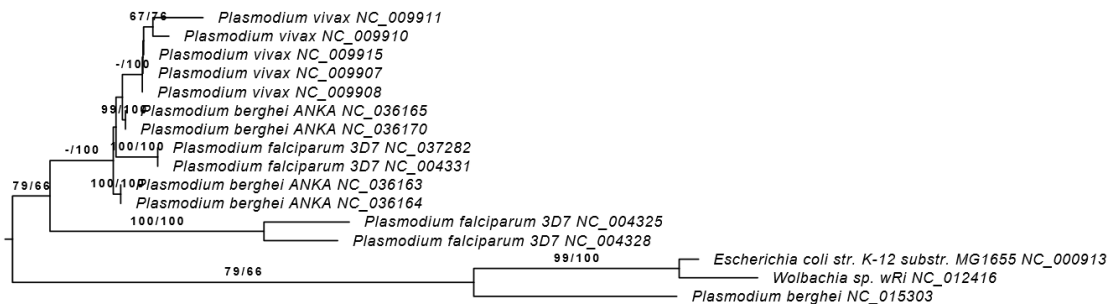 67/76
Plasmodium vivax NC_009911
Plasmodium vivax NC_009910
Plasmodium vivax NC_009915
-/100
Plasmodium vivax NC_009907
Plasmodium vivax NC_009908
99/100
Plasmodium berghei ANKA NC_036165
Plasmodium berghei ANKA NC_036170
-/100
100/100
Plasmodium falciparum 3D7 NC_037282
Plasmodium falciparum 3D7 NC_004331
79/66
100/100
Plasmodium berghei ANKA NC_036163
Plasmodium berghei ANKA NC_036164
100/100
Plasmodium falciparum 3D7 NC_004325
Plasmodium falciparum 3D7 NC_004328
79/66
99/100
Escherichia coli str. K-12 substr. MG1655 NC_000913
Wolbachia sp. wRi NC_012416
Plasmodium berghei NC_015303